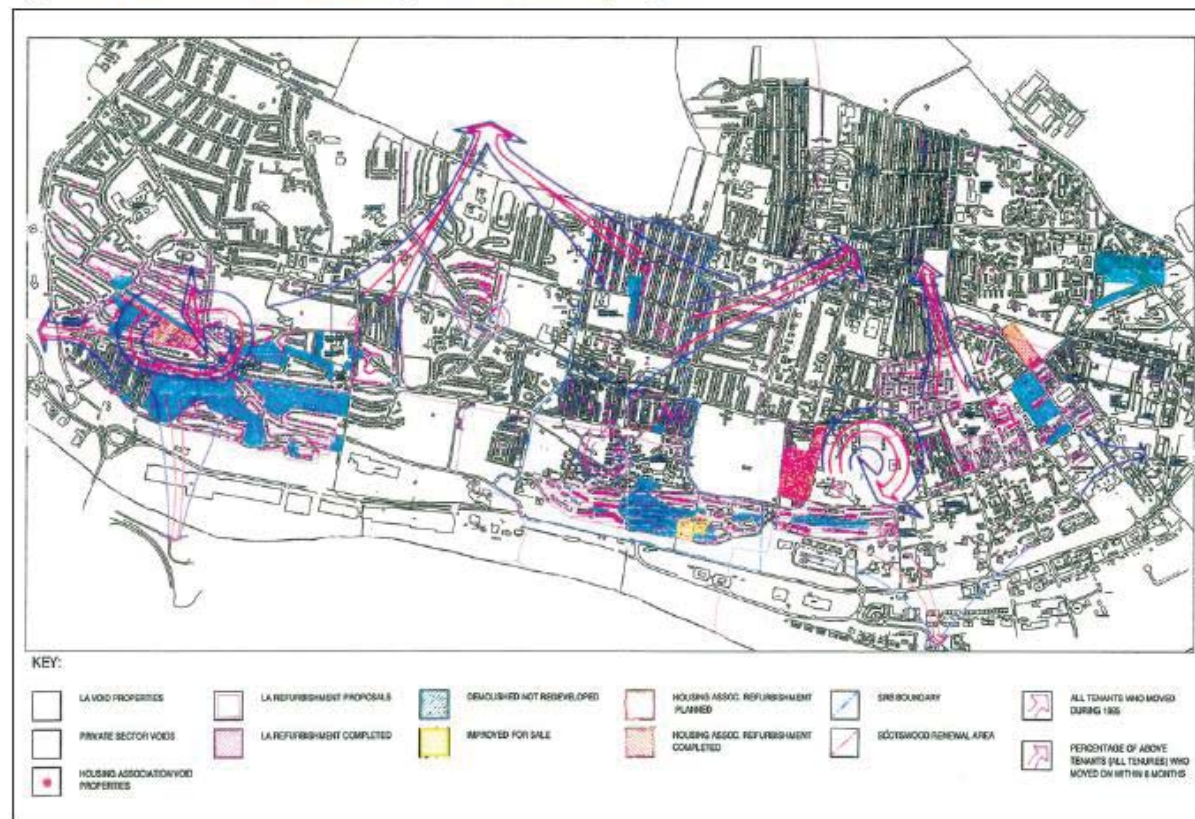 KEY:
LA VOID PROPERTIES
PRIVATE SECTOR VOIDS
HOUSING ASSOCIATION VOID
PROPERTIES
LA REFURBISHMENT PROPOSALS
LA REFURBISHMENT COMPLETED
DEMOLISHED NOT REDEVELOPED
IMPROVED FOR SALE
HOUSING ASSOC. REFURBISHMENT
PLANNED
HOUSING ASSOC. REFURBISHMENT
COMPLETED
SRB BOUNDARY
SCOTSWOOD RENEWAL AREA
ALL TENANTS WHO MOVED
DURING 1995
PERCENTAGE OF ABOVE
TENANTS (ALL TENURES) WHO
MOVED ON WITHIN 6 MONTHS